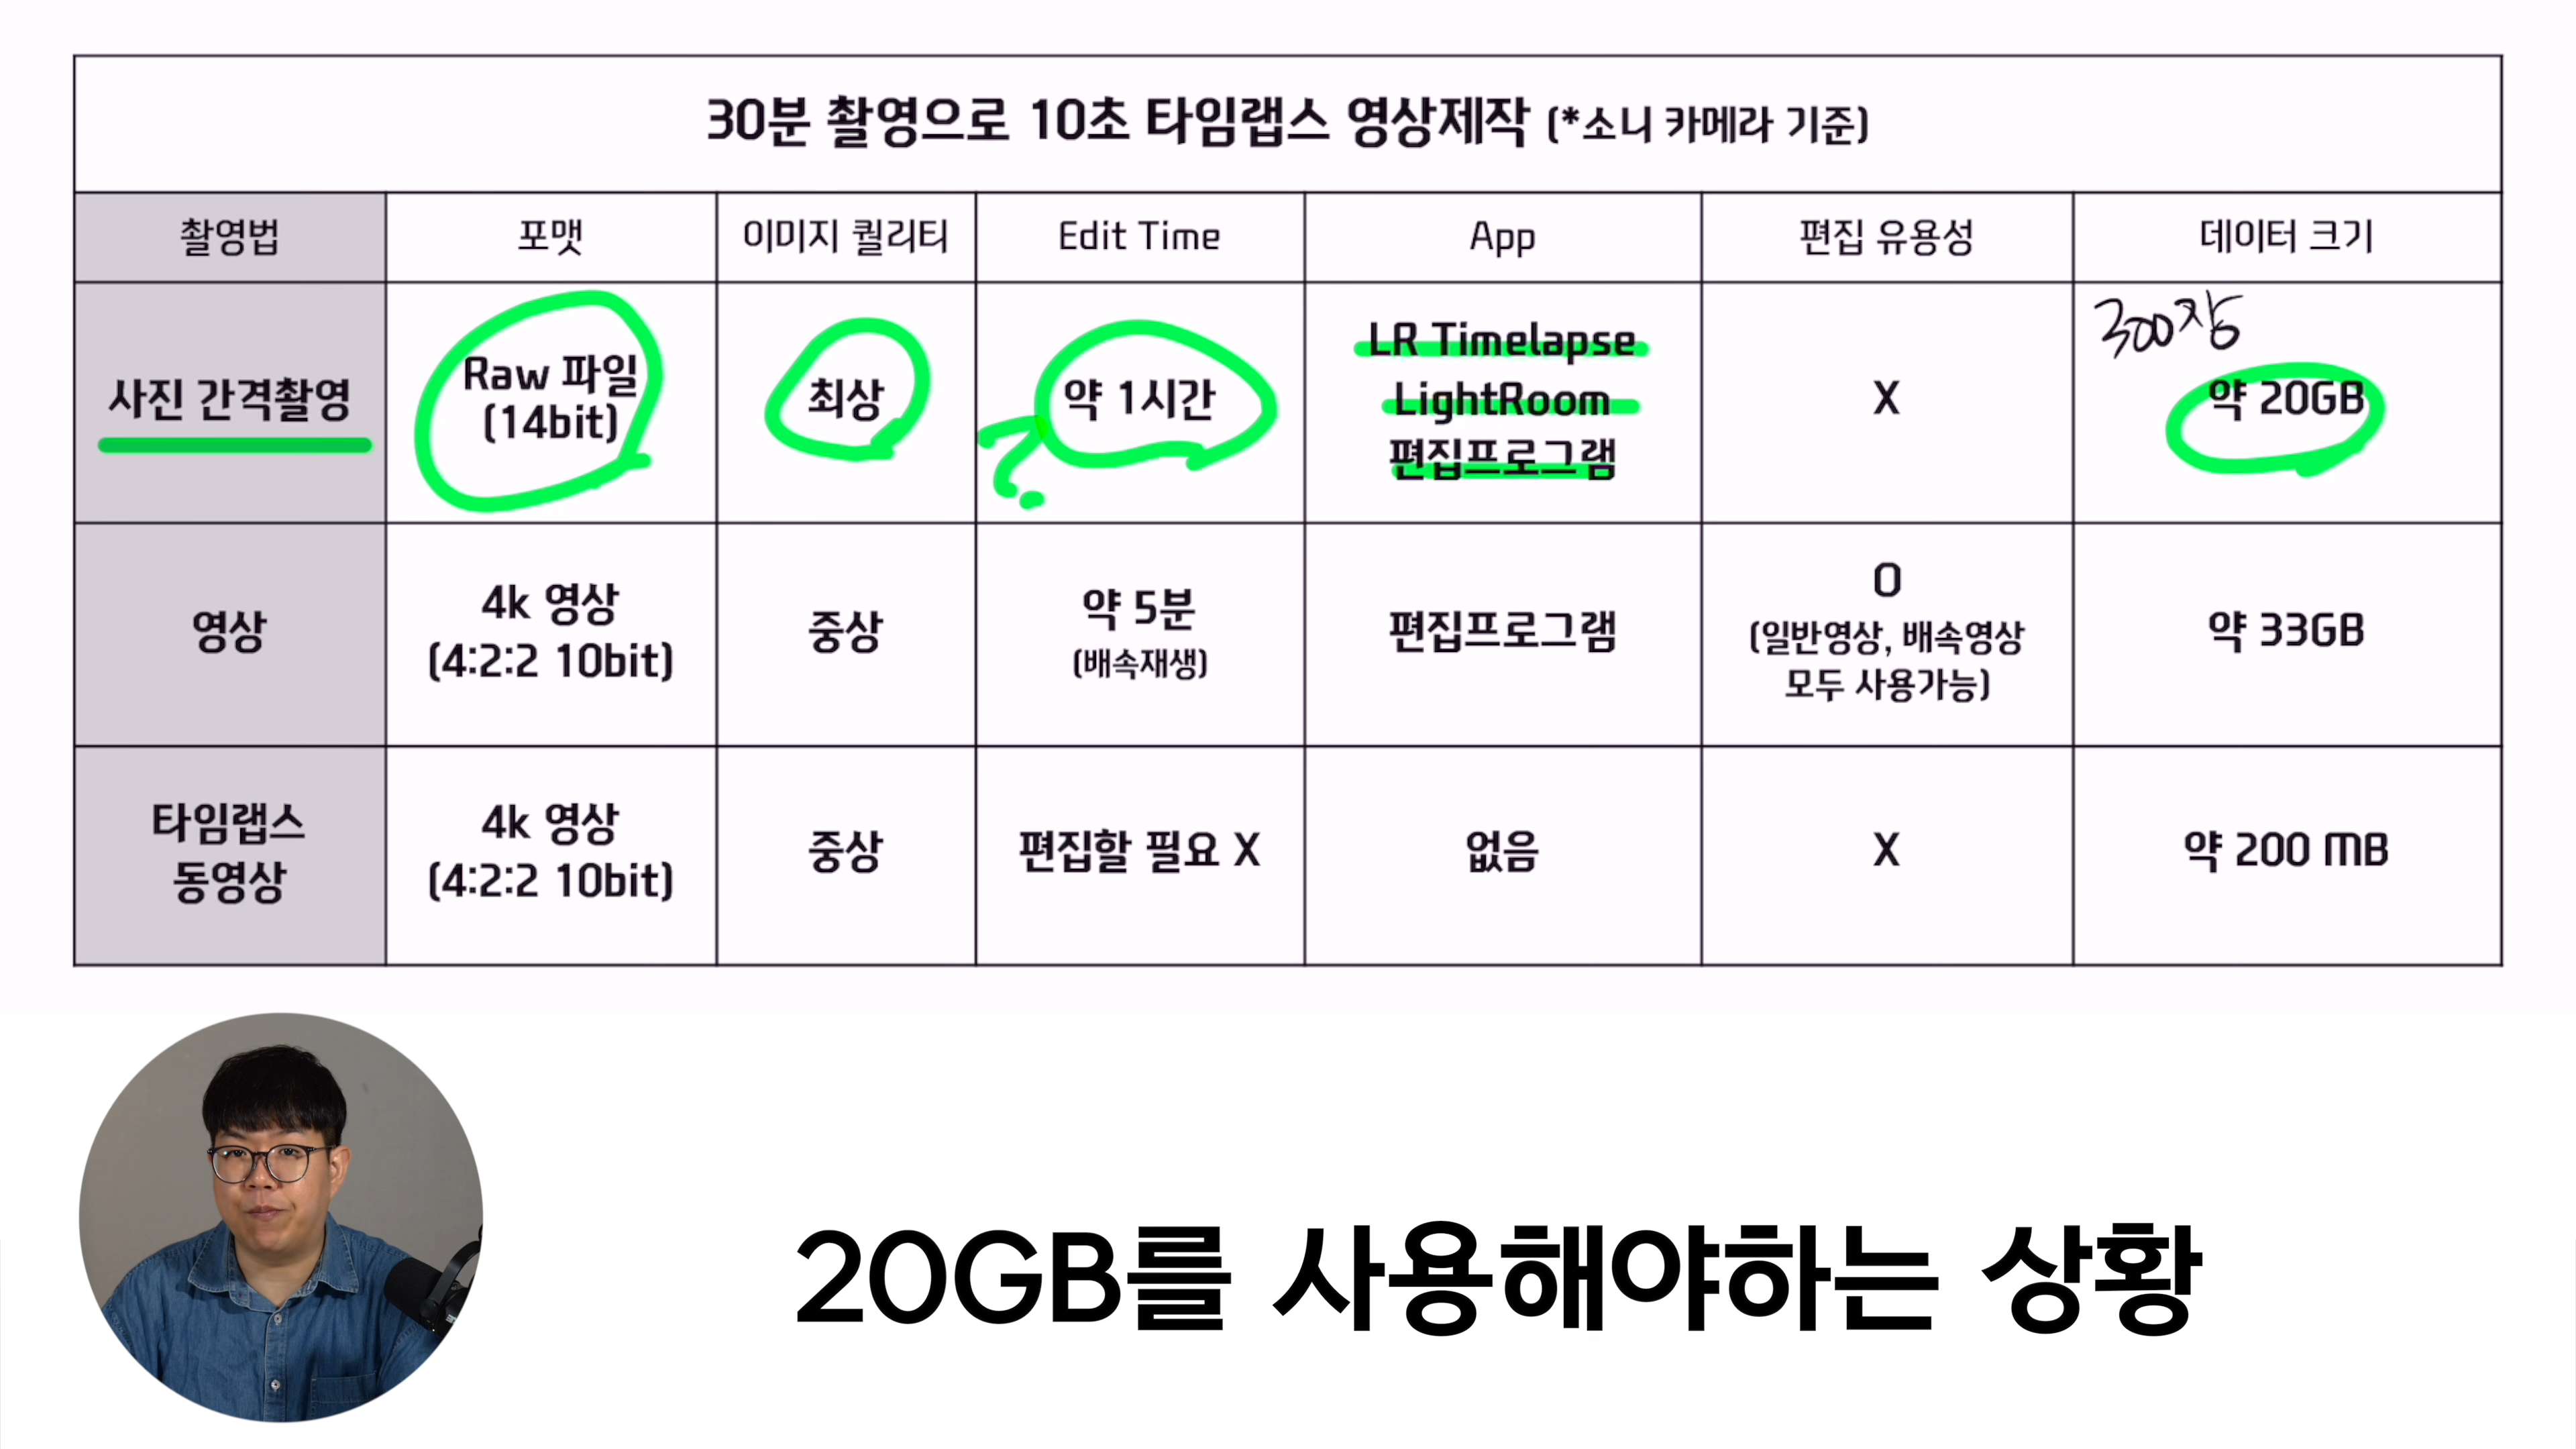 30분 촬영으로 10초 타임랩스 영상제작 (*소니 카메라 기준)
촬영법 포맷 이미지 퀄리티 Edit Time App 편집 유용성 데이터 크기
사진 간격촬영
Raw 파일
(14bit)
최상
약 1시간
?
LR Timelapse
LightRoom
편집프로그램
X
300장
약 20GB
영상
4k 영상
(4:2:2 10bit)
중상
약 5분
(배속재생)
편집프로그램
O
(일반영상, 배속영상
모두 사용가능)
약 33GB
타임랩스
동영상
4k 영상
(4:2:2 10bit)
중상
편집할 필요 X
없음
X
약 200 MB
20GB를 사용해야하는 상황